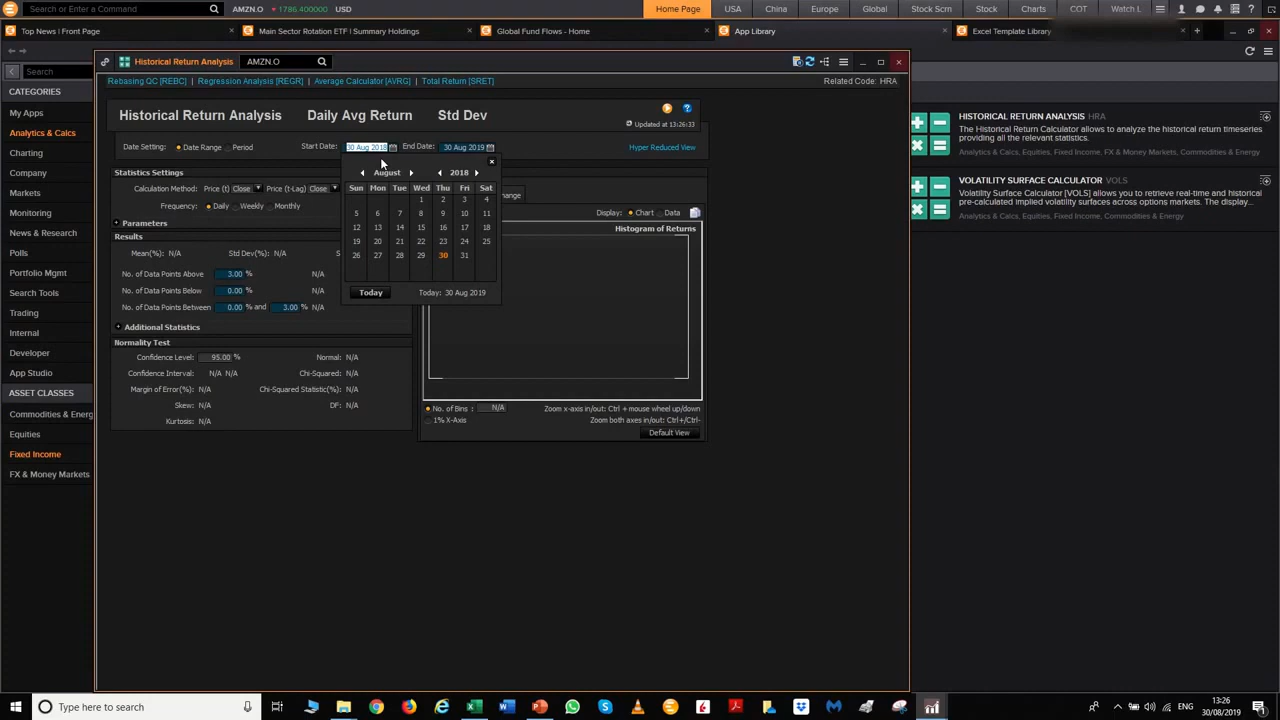 Search or Enter Command
AMZN.O
1786.400000
USD
Home Page
USA
China
Europe
Global
Stock Scrn
Stock
Charts
COT
Watch L
Top News | Front Page
Main Sector Rotation ETF | Summary Holdings
Global Fund Flows - Home
App Library
Excel Template Library
Search
CATEGORIES
My Apps
Analytics & Calcs
Charting
Company
Markets
Monitoring
News & Research
Polls
Portfolio Mgmt
Search Tools
Trading
Internal
Developer
App Studio
ASSET CLASSES
Commodities & Energ
Equities
Fixed Income
FX & Money Markets
Historical Return Analysis
AMZN.O
Rebasing QC [REBC]
Regression Analysis [REGR]
Average Calculator [AVRG]
Total Return [SRET]
Related Code: HRA
Historical Return Analysis
Daily Avg Return
Std Dev
Updated at 13:26:33
Date Setting:
Date Range
Period
Start Date:
30 Aug 2018
End Date:
30 Aug 2019
Hyper Reduced View
August
2018
Sun Mon Tue Wed Thu Fri Sat
1 2 3 4
5 6 7 8 9 10 11
12 13 14 15 16 17 18
19 20 21 22 23 24 25
26 27 28 29 30 31
Today
Today: 30 Aug 2019
Statistics Settings
Calculation Method: Price (t) Close Price (t-Lag) Close
Frequency: Daily Weekly Monthly
Parameters
Results
Mean(%): N/A Std Dev(%): N/A S
No. of Data Points Above 3.00 % N/A
No. of Data Points Below 0.00 % N/A
No. of Data Points Between 0.00 % and 3.00 % N/A
Additional Statistics
Normality Test
Confidence Level: 95.00 % Normal: N/A
Confidence Interval: N/A N/A Chi-Squared: N/A
Margin of Error(%): N/A Chi-Squared Statistic(%): N/A
Skew: N/A DF: N/A
Kurtosis: N/A
ange
Display: Chart Data
Histogram of Returns
No. of Bins : N/A
Zoom x-axis in/out: Ctrl + mouse wheel up/down
1% X-Axis
Zoom both axes in/out: Ctrl+/Ctrl-
Default View
HISTORICAL RETURN ANALYSIS HRA
The Historical Return Calculator allows to analyze the historical return timeseries
providing all the relevant statistics.
Analytics & Calcs, Equities, Fixed Income, FX & Money Markets, Commodities & Energy
VOLATILITY SURFACE CALCULATOR VOLS
Volatility Surface Calculator [VOLS] allows you to retrieve real-time and historical
pre-calculated implied volatility surfaces across options markets. The display...
Analytics & Calcs, Equities, Fixed Income, Commodities & Energy
Type here to search
ENG
13:26
30/08/2019